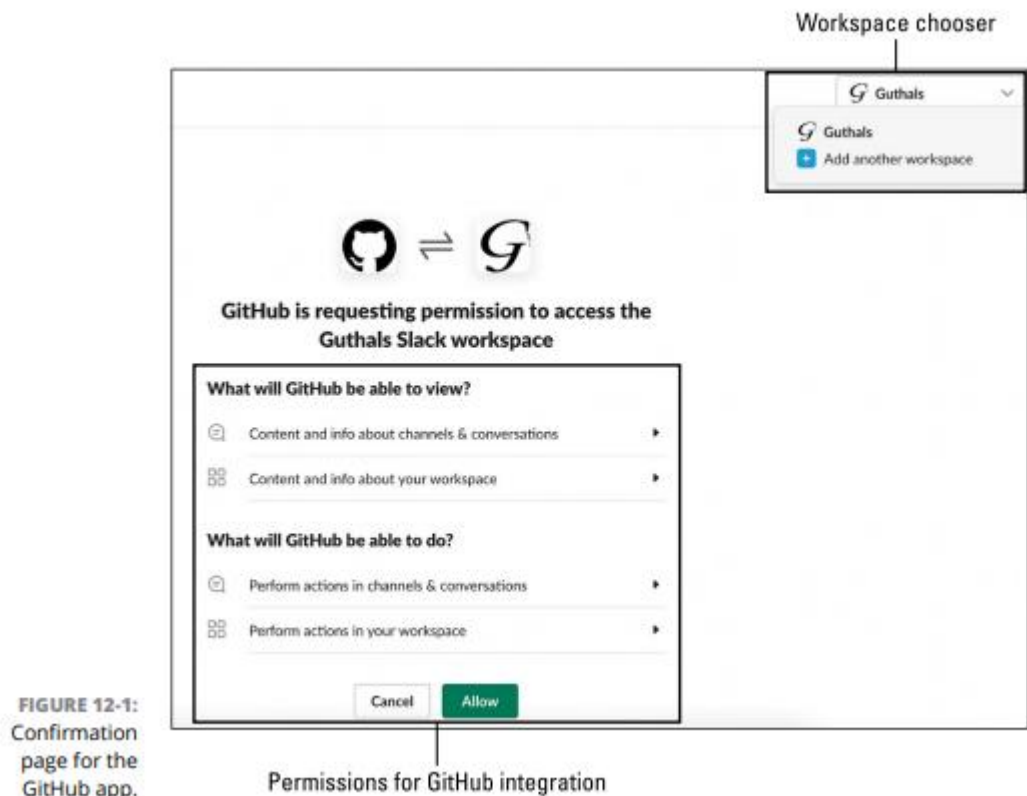 Workspace chooser
Guthals
Guthals
Add another workspace
GitHub is requesting permission to access the
Guthals Slack workspace
What will GitHub be able to view?
Content and info about channels & conversations
Content and info about your workspace
What will GitHub be able to do?
Perform actions in channels & conversations
Perform actions in your workspace
Cancel Allow
FIGURE 12-1:
Confirmation
page for the
GitHub app.
Permissions for GitHub integration